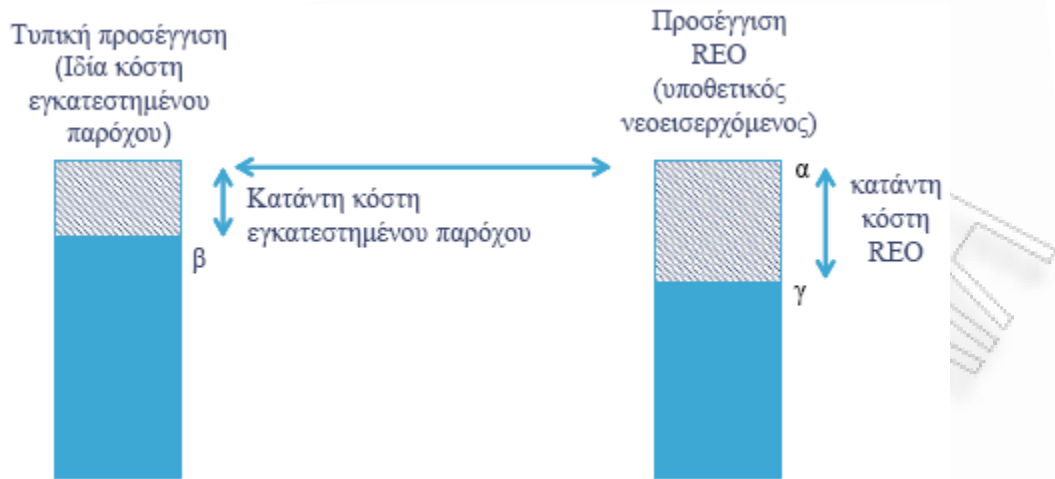 Τυπική προσέγγιση
(Ιδία κόστη
εγκατεστημένου
παρόχου)
Προσέγγιση
REO
(υποθετικός
νεοεισερχόμενος)
Κατάντη κόστη
εγκατεστημένου παρόχου
β
α
κατάντη
κόστη
REO
γ